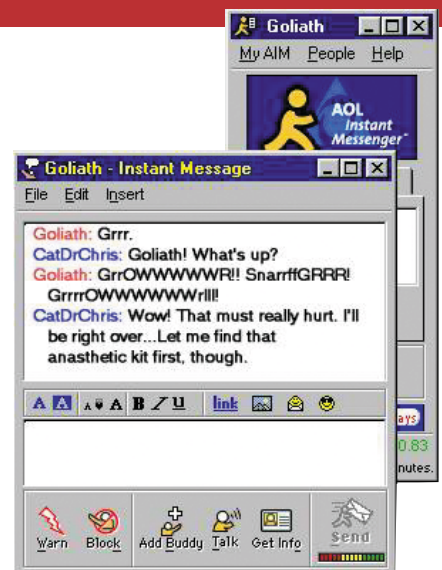 Goliath
My AIM People Help
AOL
Instant
Messenger
Goliath - Instant Message
File Edit Insert
Goliath: Grrr.
CatDrChris: Goliath! What's up?
Goliath: GrrOWWWWWR!! SnarrffGRRR!
GrrrrOWWWWWWrlll!
CatDrChris: Wow! That must really hurt. I'll
be right over...Let me find that
anasthetic kit first, though.
A A A A B I U link
ays
0.83
nutes.
Warn Block Add Buddy Talk Get Info Send